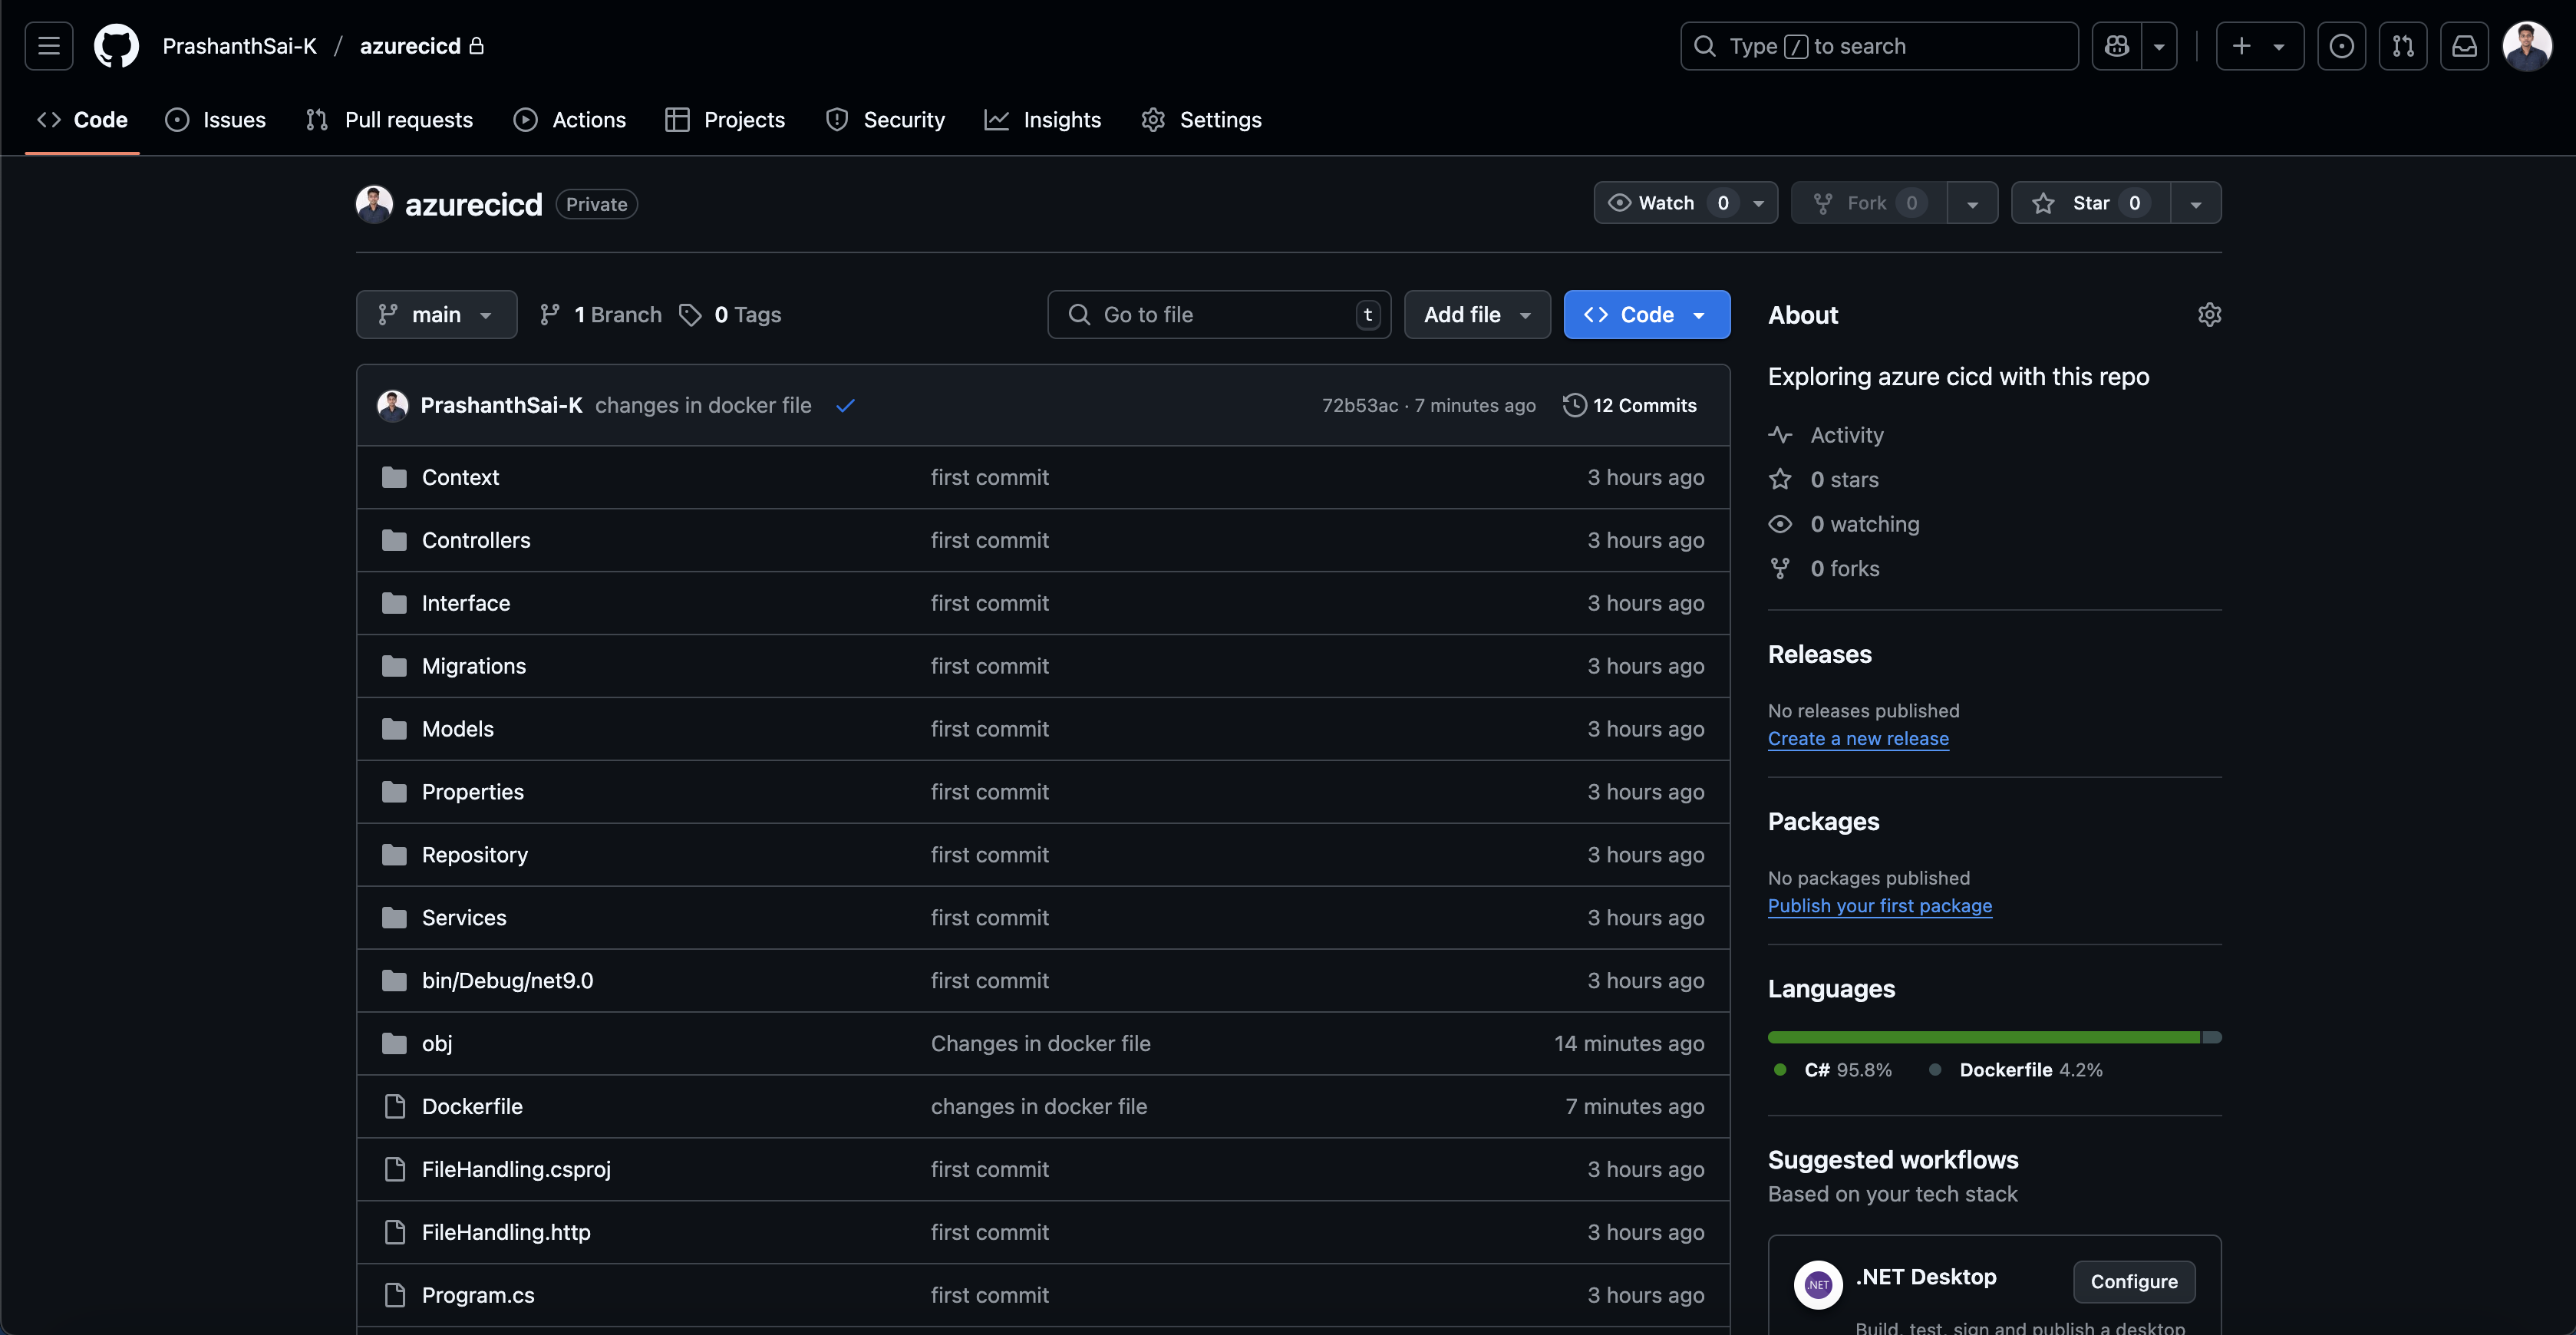 PrashanthSai-K / azurecicd
Type / to search
Code Issues Pull requests Actions Projects Security Insights Settings
azurecicd Private
Watch 0 Fork 0 Star 0
main 1 Branch 0 Tags Go to file t Add file Code
PrashanthSai-K changes in docker file 72b53ac · 7 minutes ago 12 Commits
Context first commit 3 hours ago
Controllers first commit 3 hours ago
Interface first commit 3 hours ago
Migrations first commit 3 hours ago
Models first commit 3 hours ago
Properties first commit 3 hours ago
Repository first commit 3 hours ago
Services first commit 3 hours ago
bin/Debug/net9.0 first commit 3 hours ago
obj Changes in docker file 14 minutes ago
Dockerfile changes in docker file 7 minutes ago
FileHandling.csproj first commit 3 hours ago
FileHandling.http first commit 3 hours ago
Program.cs first commit 3 hours ago
About
Exploring azure cicd with this repo
Activity
0 stars
0 watching
0 forks
Releases
No releases published
Create a new release
Packages
No packages published
Publish your first package
Languages
C# 95.8% Dockerfile 4.2%
Suggested workflows
Based on your tech stack
.NET .NET Desktop Configure
Build, test, sign and publish a desktop